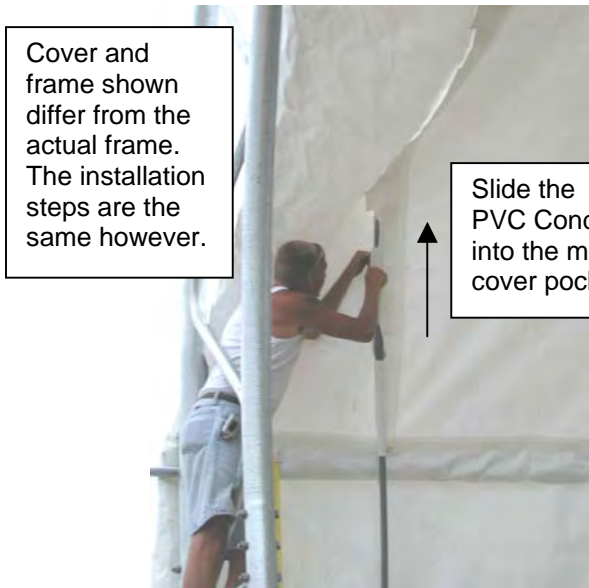 Cover and
frame shown
differ from the
actual frame.
The installation
steps are the
same however.
Slide the
PVC
into the
cover